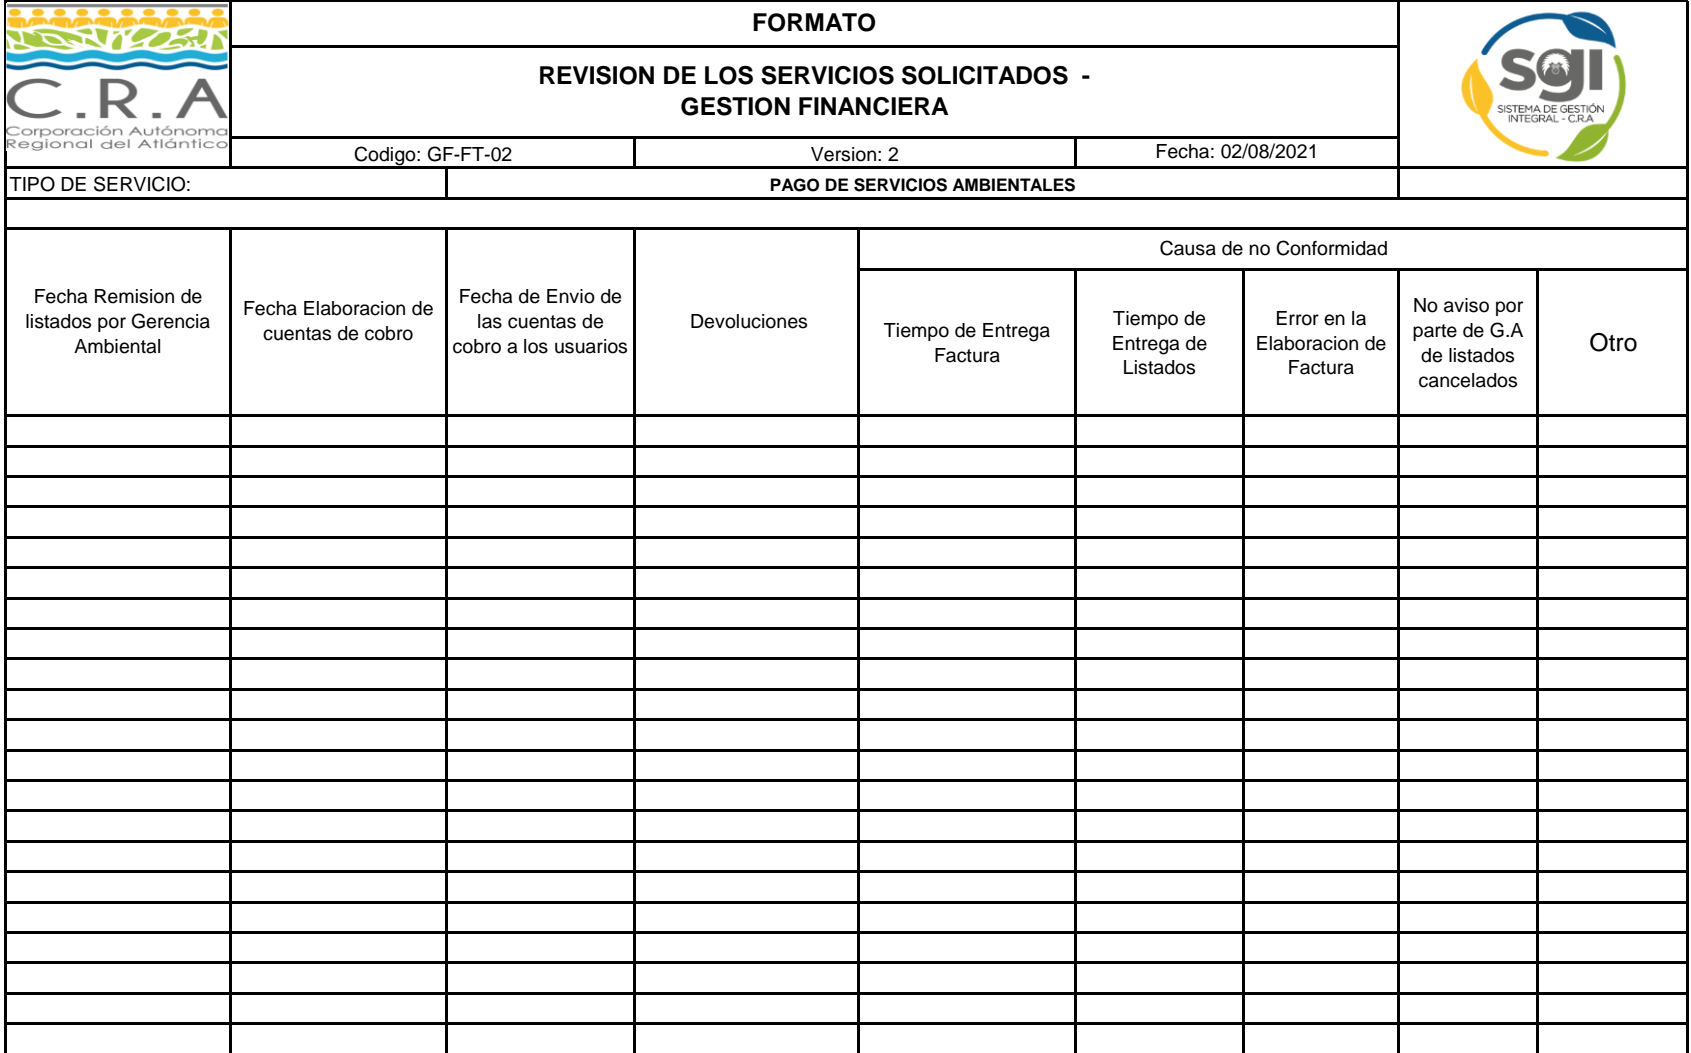 C.R.A
Corporación Autónoma
Regional del Atlántico
FORMATO
REVISION DE LOS SERVICIOS SOLICITADOS -
GESTION FINANCIERA
sgi
SISTEMA DE GESTIÓN
INTEGRAL - C.R.A
Codigo: GF-FT-02
Version: 2
Fecha: 02/08/2021
TIPO DE SERVICIO:
PAGO DE SERVICIOS AMBIENTALES
Fecha Remision de
listados por Gerencia
Ambiental
Fecha Elaboracion de
cuentas de cobro
Fecha de Envio de
las cuentas de
cobro a los usuarios
Devoluciones
Causa de no Conformidad
Tiempo de Entrega
Factura
Tiempo de
Entrega de
Listados
Error en la
Elaboracion de
Factura
No aviso por
parte de G.A
de listados
cancelados
Otro